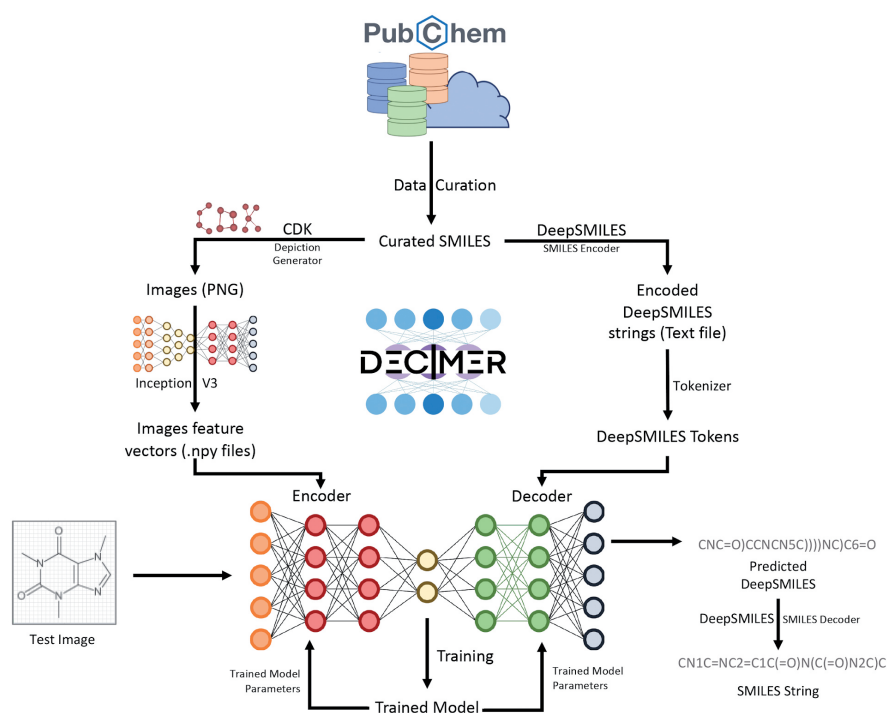 PubChem
Data Curation
CDK
CDK
Depiction
Generator
Curated SMILES
DeepSMILES
SMILES Encoder
Images (PNG)
Encoded
DeepSMILES
strings (Text file)
Inception V3
DECIMER
Tokenizer
Images feature
vectors (.npy files)
DeepSMILES Tokens
Encoder
Decoder
O
N
N
O
N
N
Test Image
CNC=O)CCNCN5C))))NC)C6=O
Predicted
DeepSMILES
DeepSMILES SMILES Decoder
CN1C=NC2=C1C(=O)N(C(=O)N2C)C
SMILES String
Training
Trained Model
Parameters
Trained Model
Parameters
Trained Model